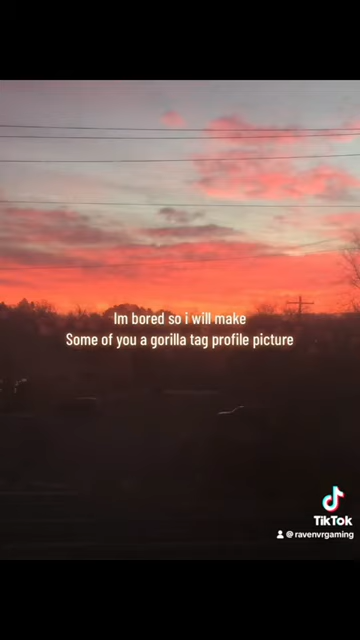 Im bored so i will make
Some of you a gorilla tag profile picture
TikTok
@ravenvrgaming